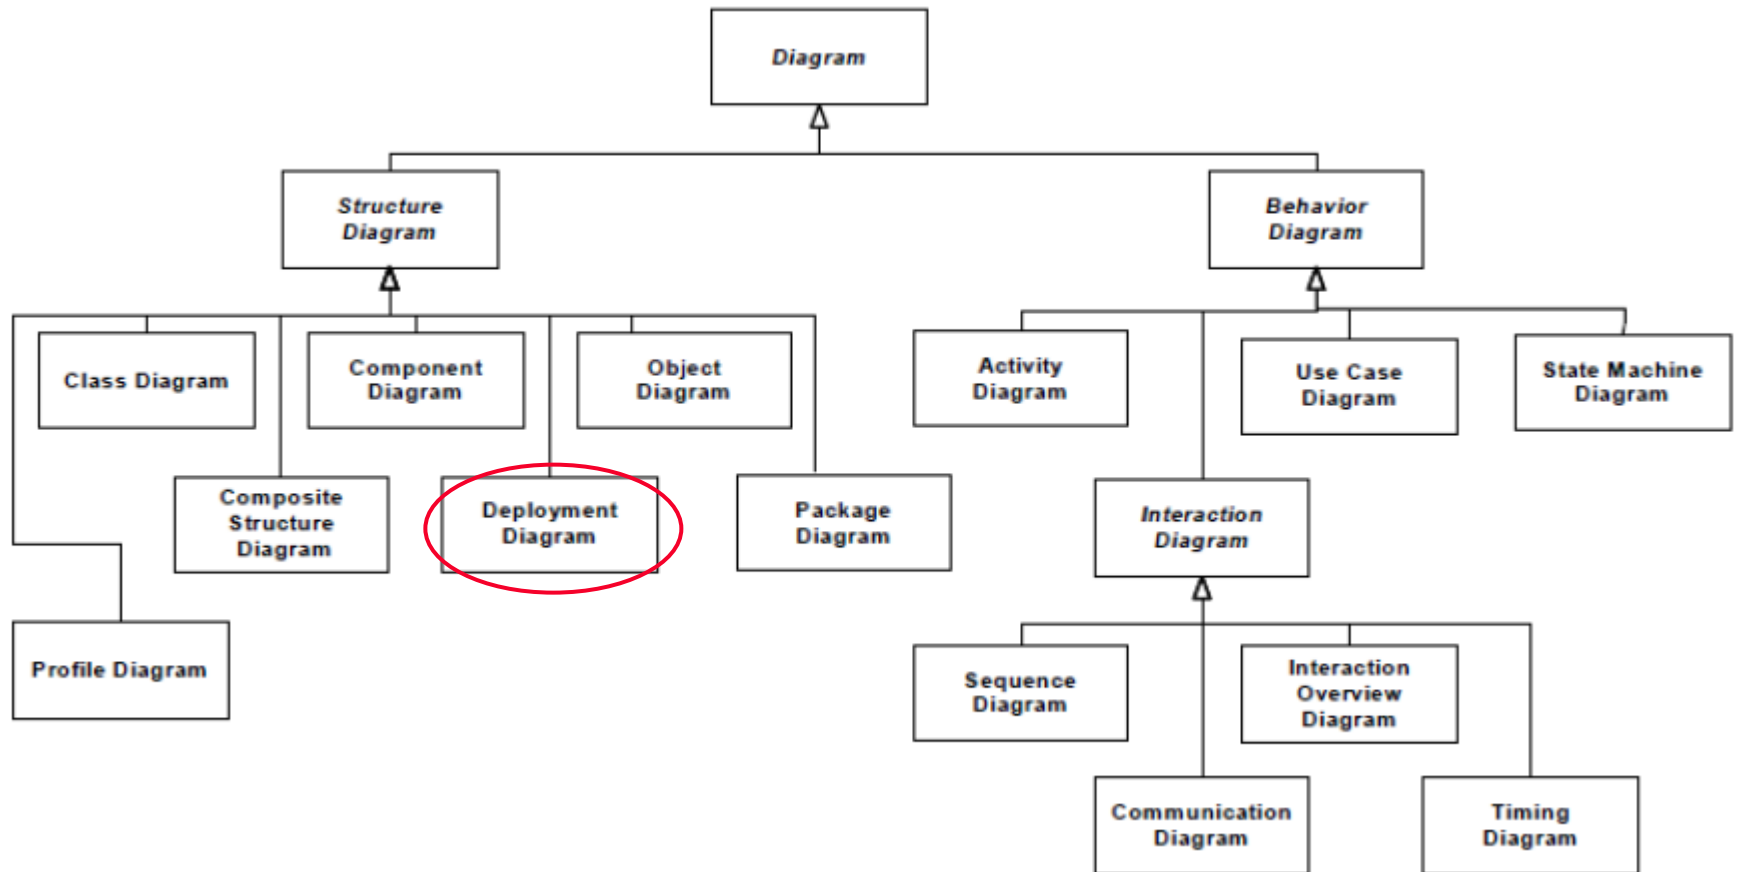 Diagram
Structure
Diagram
Behavior
Diagram
Class Diagram
Component
Diagram
Object
Diagram
Activity
Diagram
Use Case
Diagram
State Machine
Diagram
Composite
Structure
Diagram
Deployment
Diagram
Package
Diagram
Interaction
Diagram
Profile Diagram
Sequence
Diagram
Interaction
Overview
Diagram
Communication
Diagram
Timing
Diagram